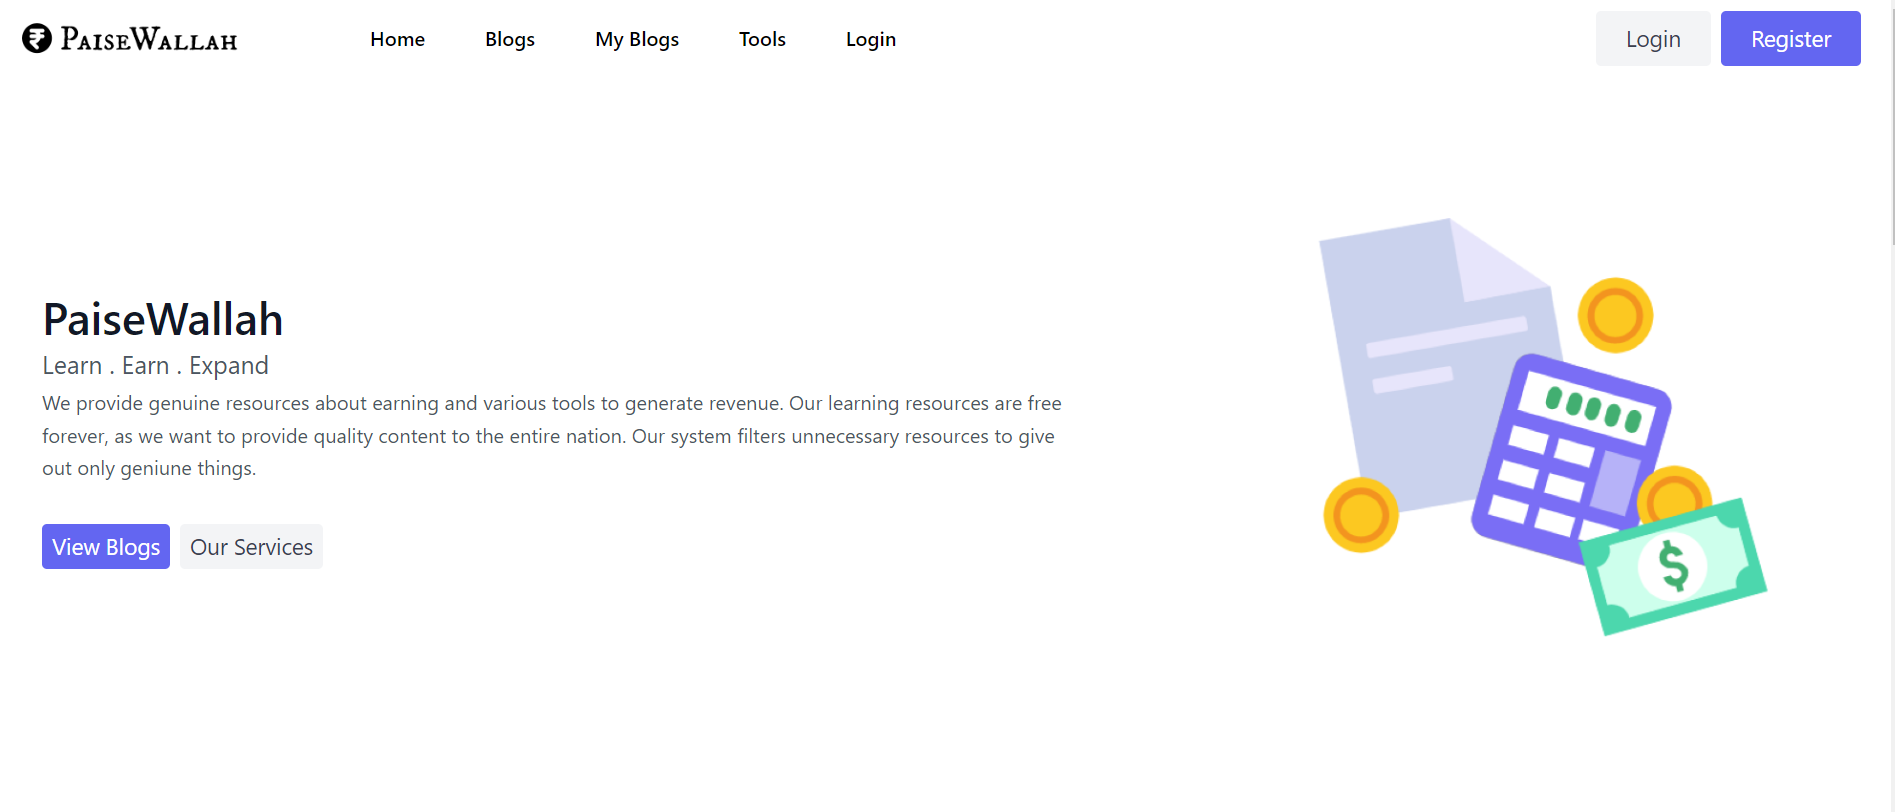 PaiseWallah
Home Blogs My Blogs Tools Login Login Register
PaiseWallah
Learn . Earn . Expand
We provide genuine resources about earning and various tools to generate revenue. Our learning resources are free
forever, as we want to provide quality content to the entire nation. Our system filters unnecessary resources to give
out only geniune things.
View Blogs Our Services
$